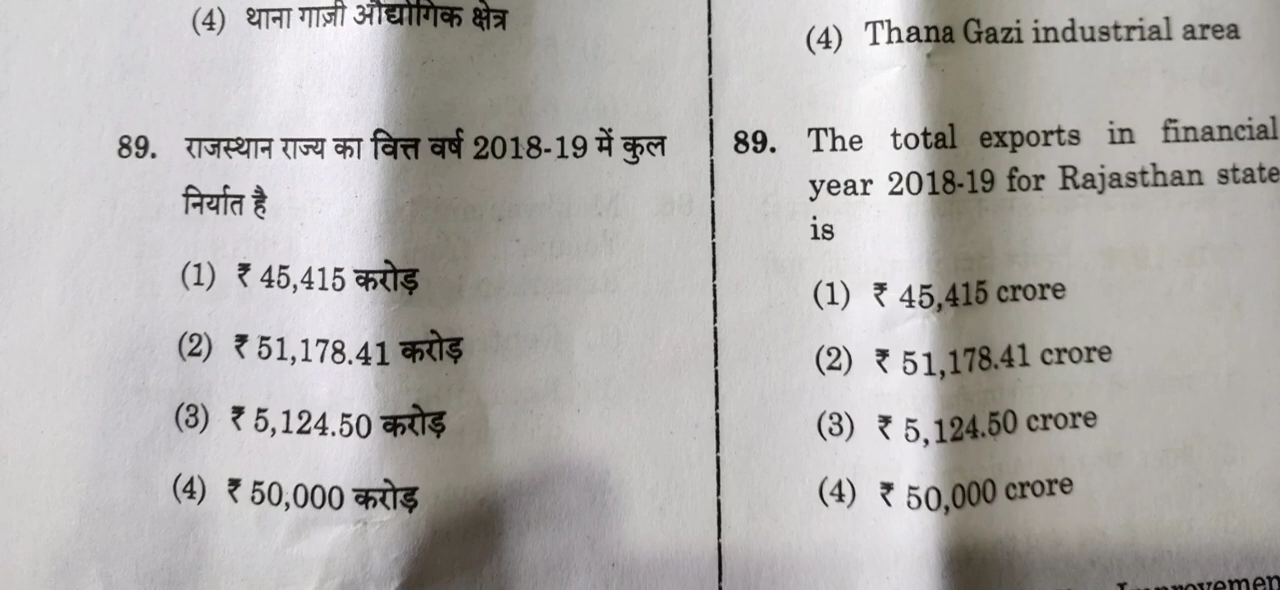 (4) थाना गाज़ी औद्योगिक क्षेत्र
89. राजस्थान राज्य का वित्त वर्ष 2018-19 में कुल
निर्यात है
(1) ₹ 45,415 करोड़
(2) ₹ 51,178.41 करोड़
(3) ₹ 5,124.50 करोड़
(4) ₹ 50,000 करोड़
(4) Thana Gazi industrial area
89. The total exports in financial
year 2018-19 for Rajasthan state
is
(1) ₹ 45,415 crore
(2) ₹ 51,178.41 crore
(3) ₹ 5,124.50 crore
(4) ₹ 50,000 crore